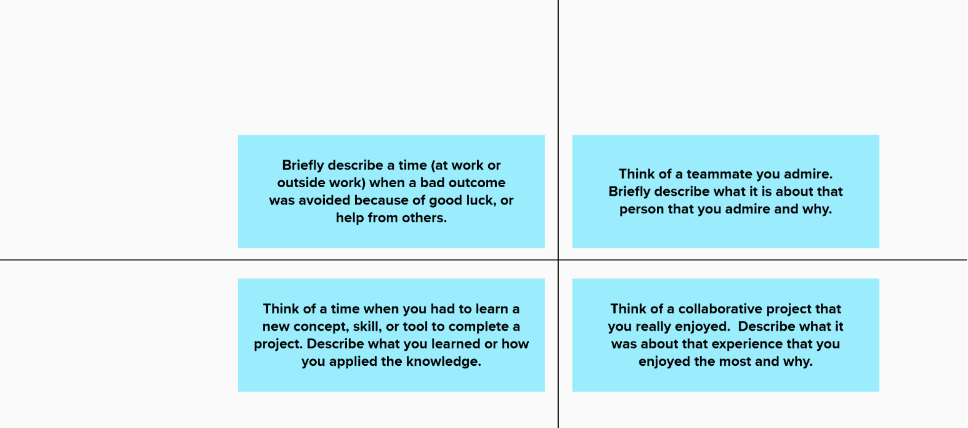 Briefly describe a time (at work or
outside work) when a bad outcome
was avoided because of good luck, or
help from others.
Think of a teammate you admire.
Briefly describe what it is about that
person that you admire and why.
Think of a time when you had to learn a
new concept, skill, or tool to complete a
project. Describe what you learned or how
you applied the knowledge.
Think of a collaborative project that
you really enjoyed.  Describe what it
was about that experience that you
enjoyed the most and why.